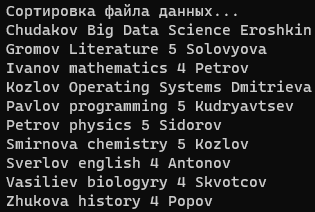 Сортировка файла данных...
Chudakov Big Data Science Eroshkin
Gromov Literature 5 Solovyova
Ivanov mathematics 4 Petrov
Kozlov Operating Systems Dmitrieva
Pavlov programming 5 Kudryavtsev
Petrov physics 5 Sidorov
Smirnova chemistry 5 Kozlov
Sverlov english 4 Antonov
Vasiliev biologyry 4 Skvotcov
Zhukova history 4 Popov